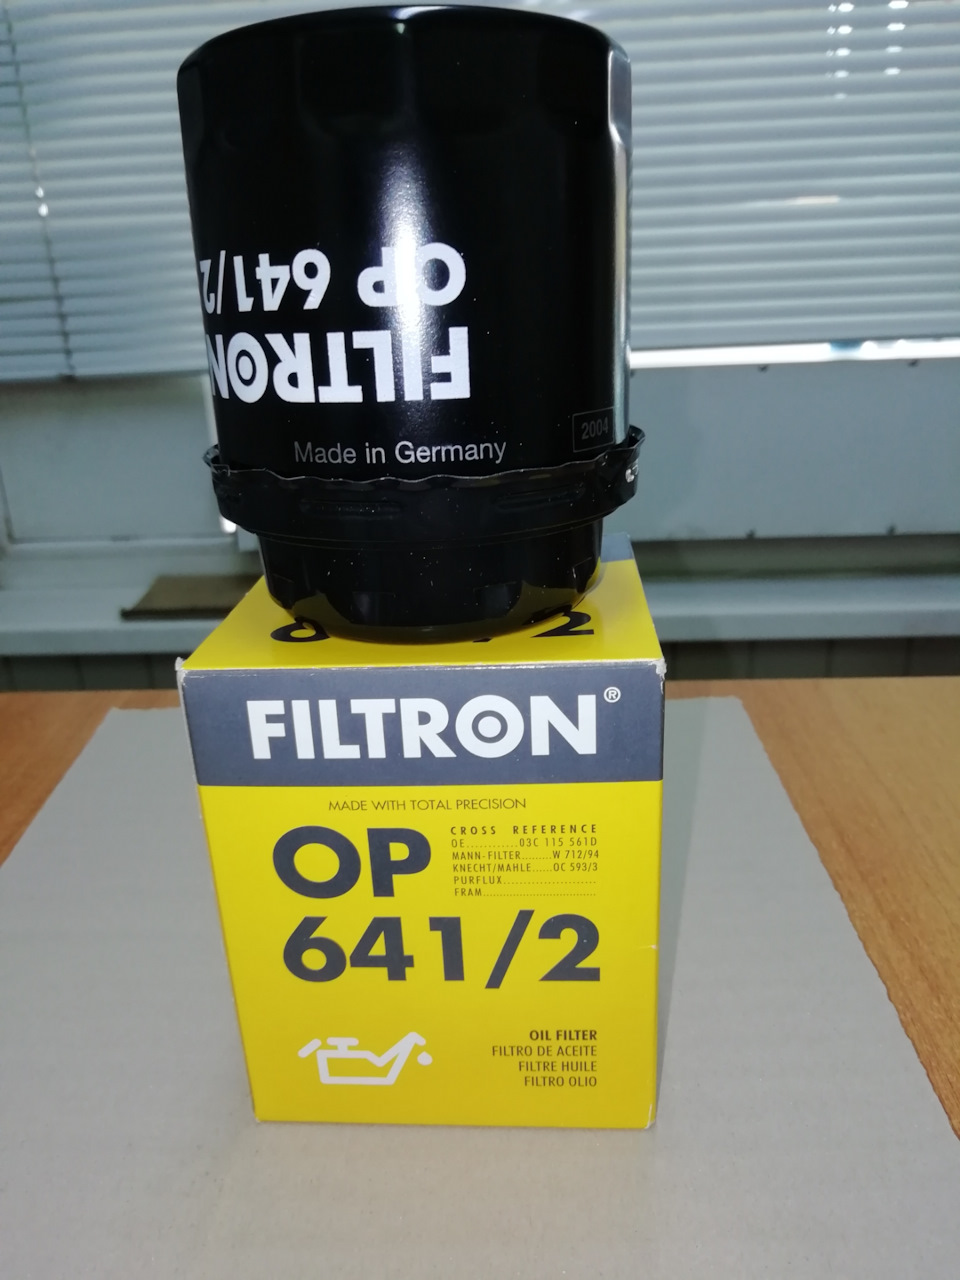 OP 641/2
FILTRON
Made in Germany
2004
FILTRON®
MADE WITH TOTAL PRECISION
OP
641/2
CROSS REFERENCE
OE............03C 115 561D
MANN-FILTER.........W 712/94
KNECHT/MAHLE......OC 593/3
PURFLUX......................
FRAM...........................
OIL FILTER
FILTRO DE ACEITE
FILTRE HUILE
FILTRO OLIO